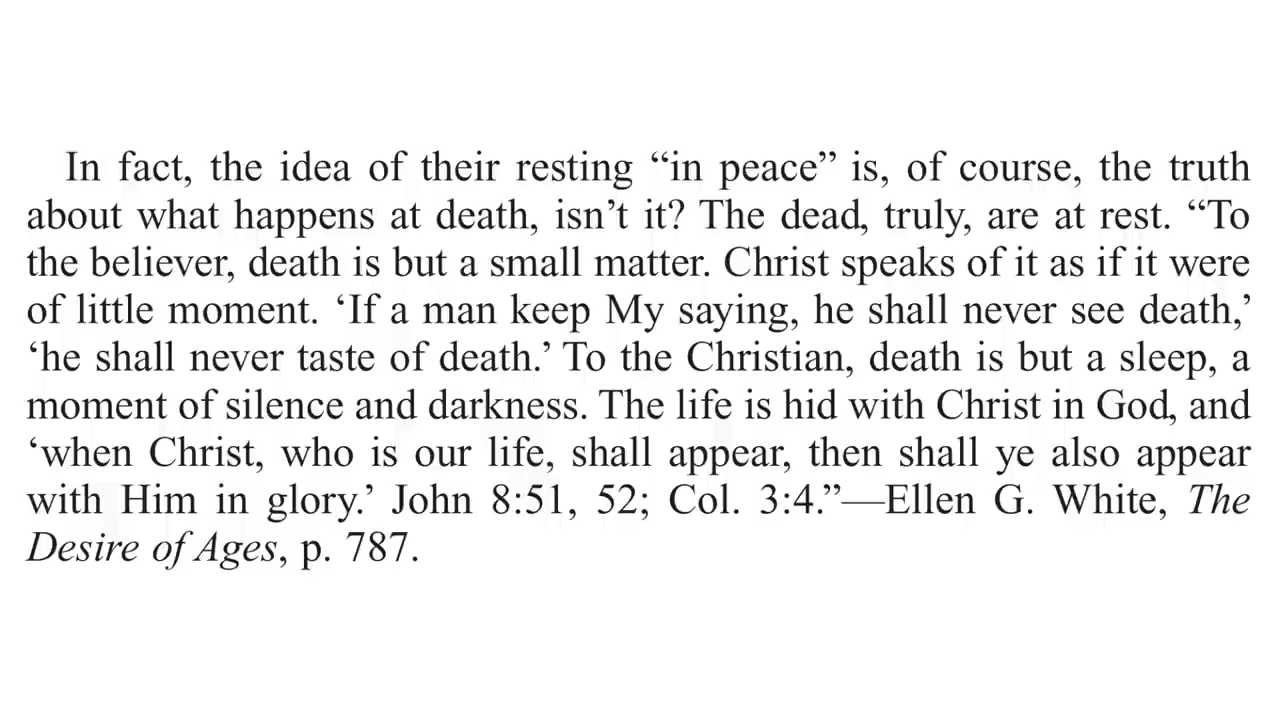 In fact, the idea of their resting “in peace” is, of course, the truth
about what happens at death, isn’t it? The dead, truly, are at rest. “To
the believer, death is but a small matter. Christ speaks of it as if it were
of little moment. ‘If a man keep My saying, he shall never see death,’
‘he shall never taste of death.’ To the Christian, death is but a sleep, a
moment of silence and darkness. The life is hid with Christ in God, and
‘when Christ, who is our life, shall appear, then shall ye also appear
with Him in glory.’ John 8:51, 52; Col. 3:4.”—Ellen G. White, The
Desire of Ages, p. 787.